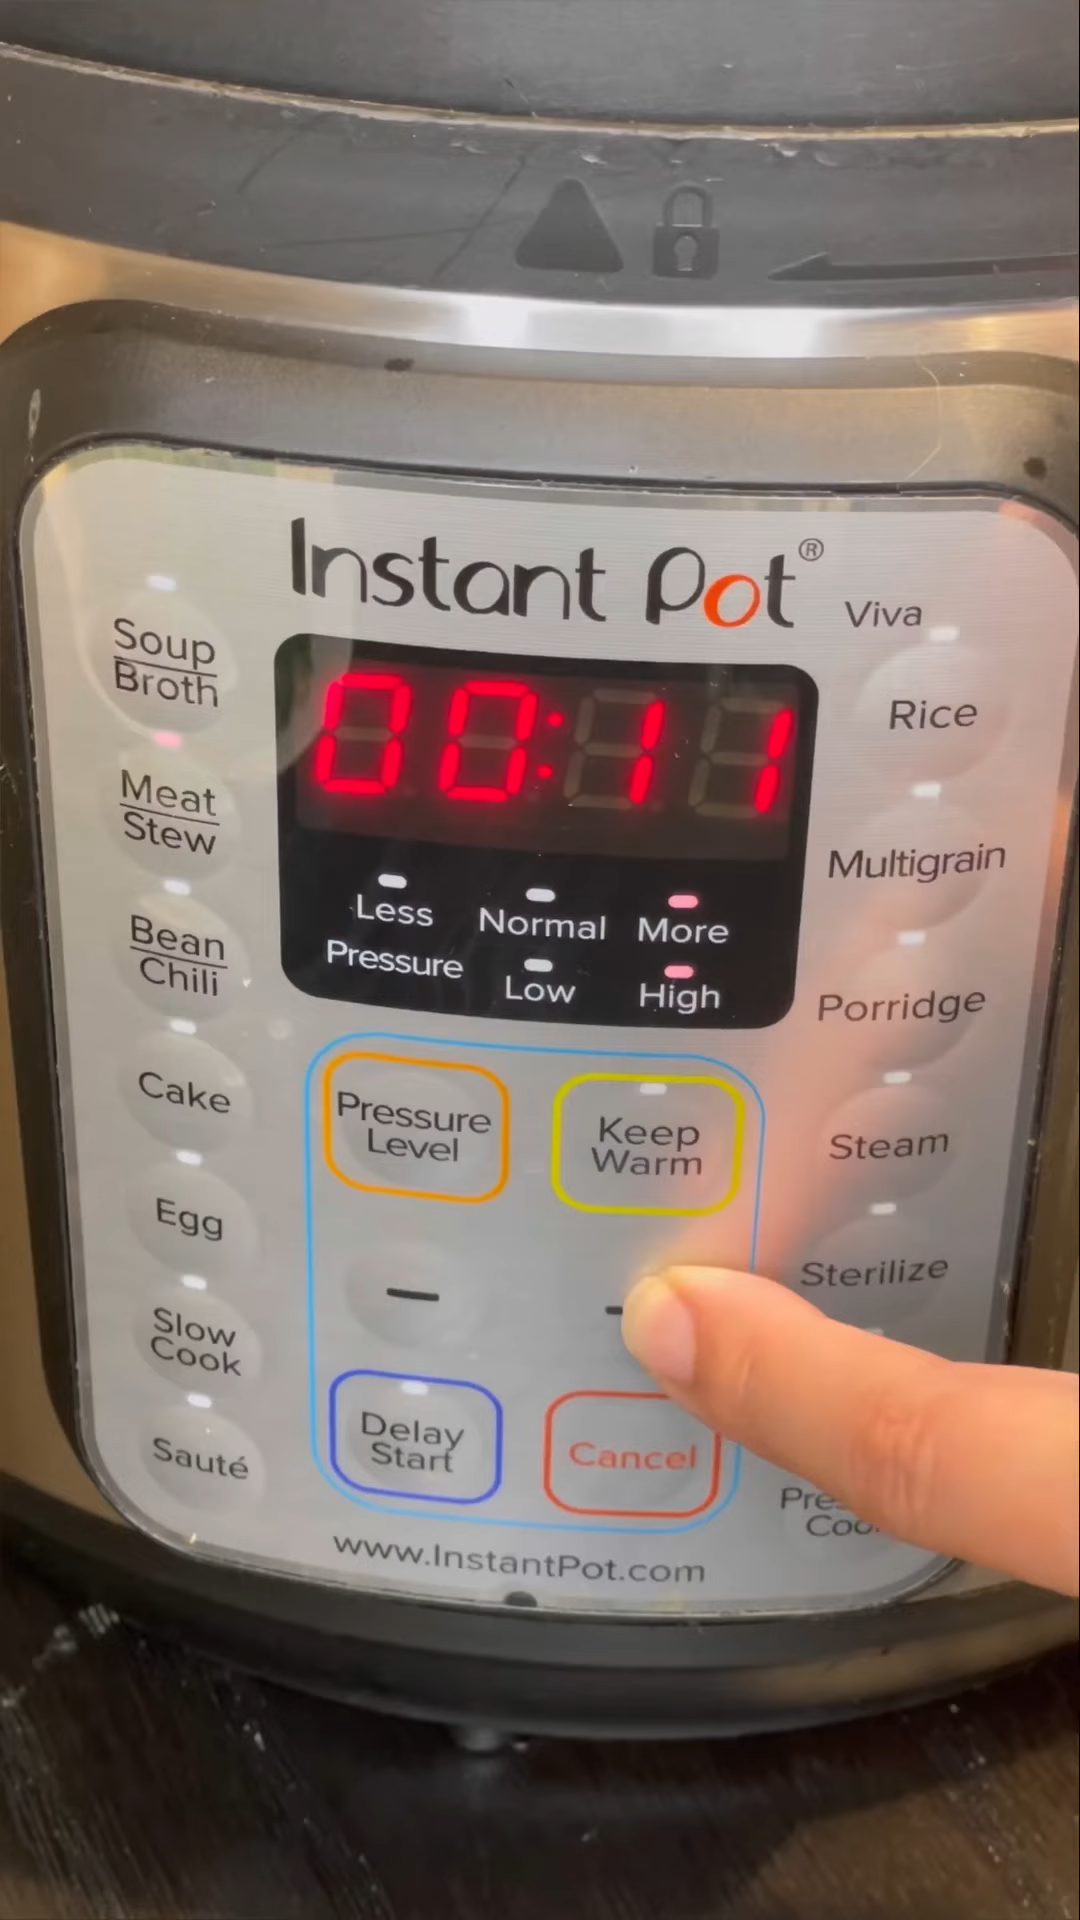 Instant Pot® Viva
00:11
Less Normal More
Pressure Low High
Soup
Broth
Meat
Stew
Bean
Chili
Cake
Egg
Slow
Cook
Sauté
Pressure
Level
Keep
Warm
—
Delay
Start
Cancel
Rice
Multigrain
Porridge
Steam
Sterilize
www.InstantPot.com